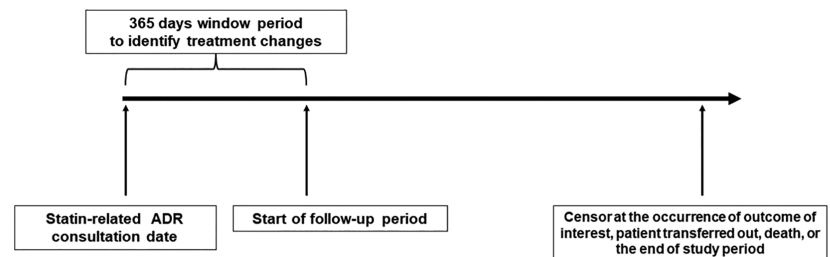 365 days window period
to identify treatment changes
Statin-related ADR
consultation date
Start of follow-up period
Censor at the occurrence of outcome of
interest, patient transferred out, death, or
the end of study period